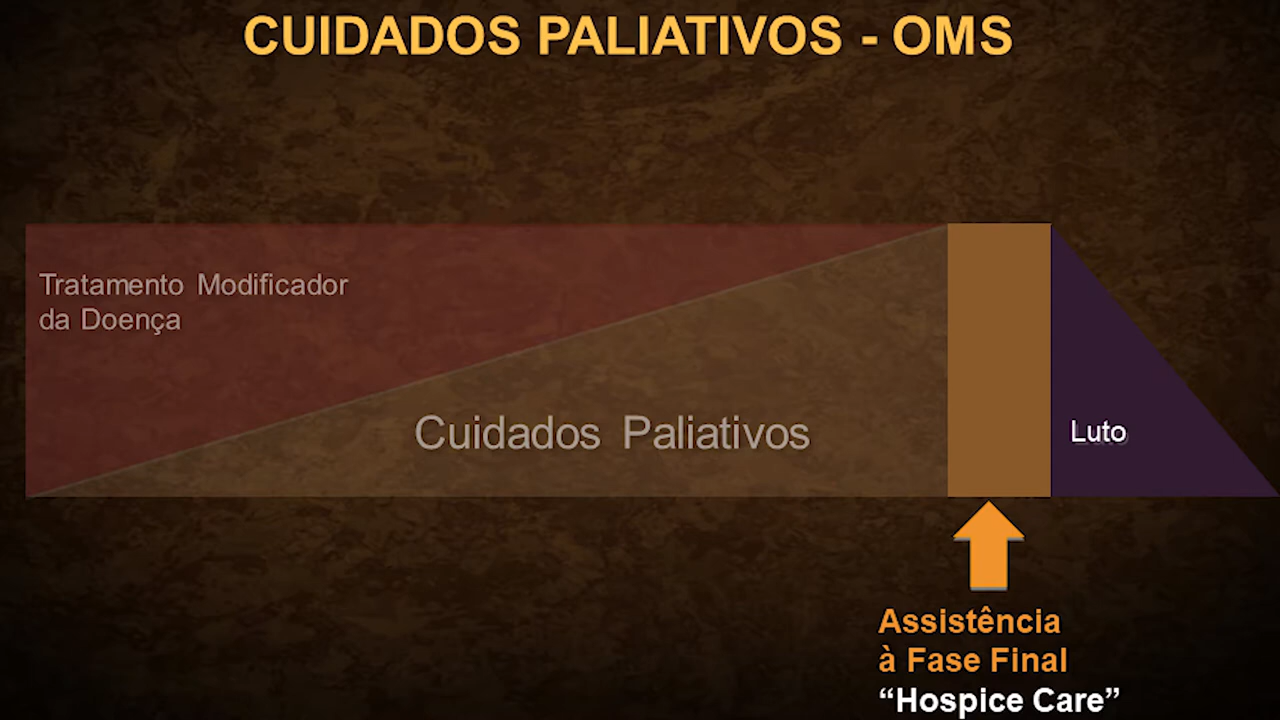 CUIDADOS PALIATIVOS - OMS
Tratamento Modificador
da Doença
Cuidados Paliativos
Luto
Assistência
à Fase Final
“Hospice Care”